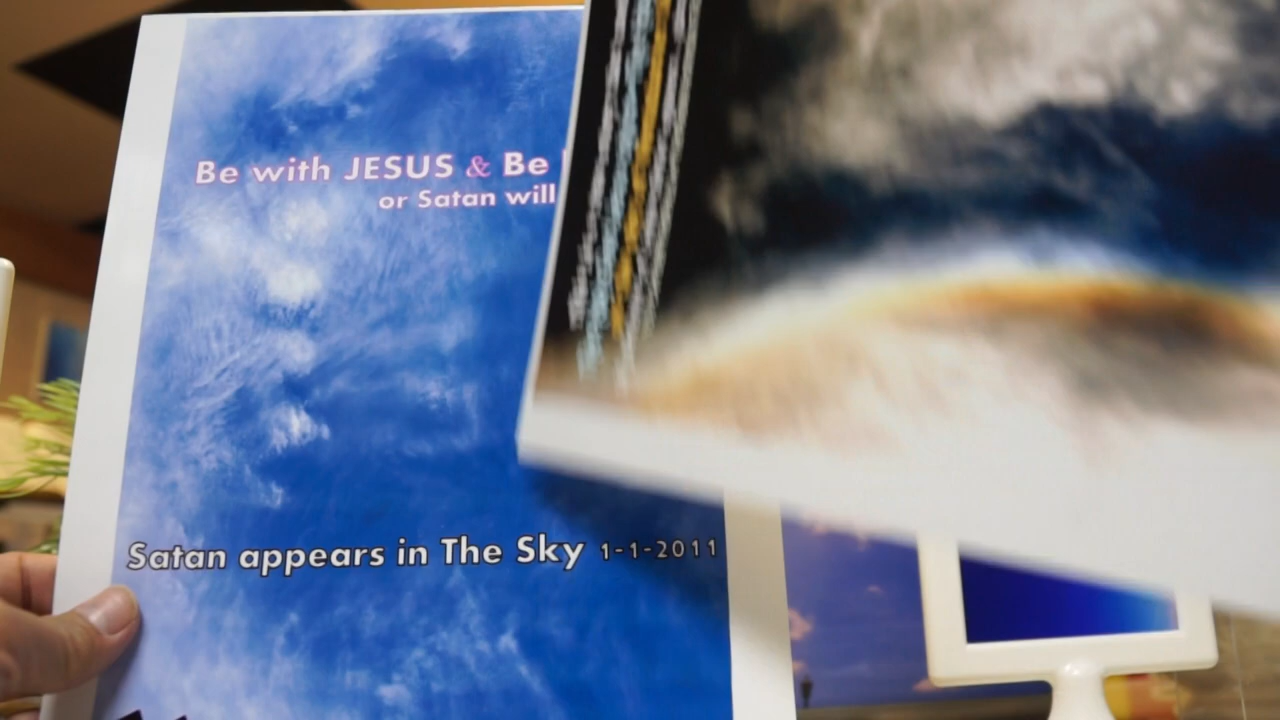 Be with JESUS & Be
or Satan will
Satan appears in The Sky 1-1-2011